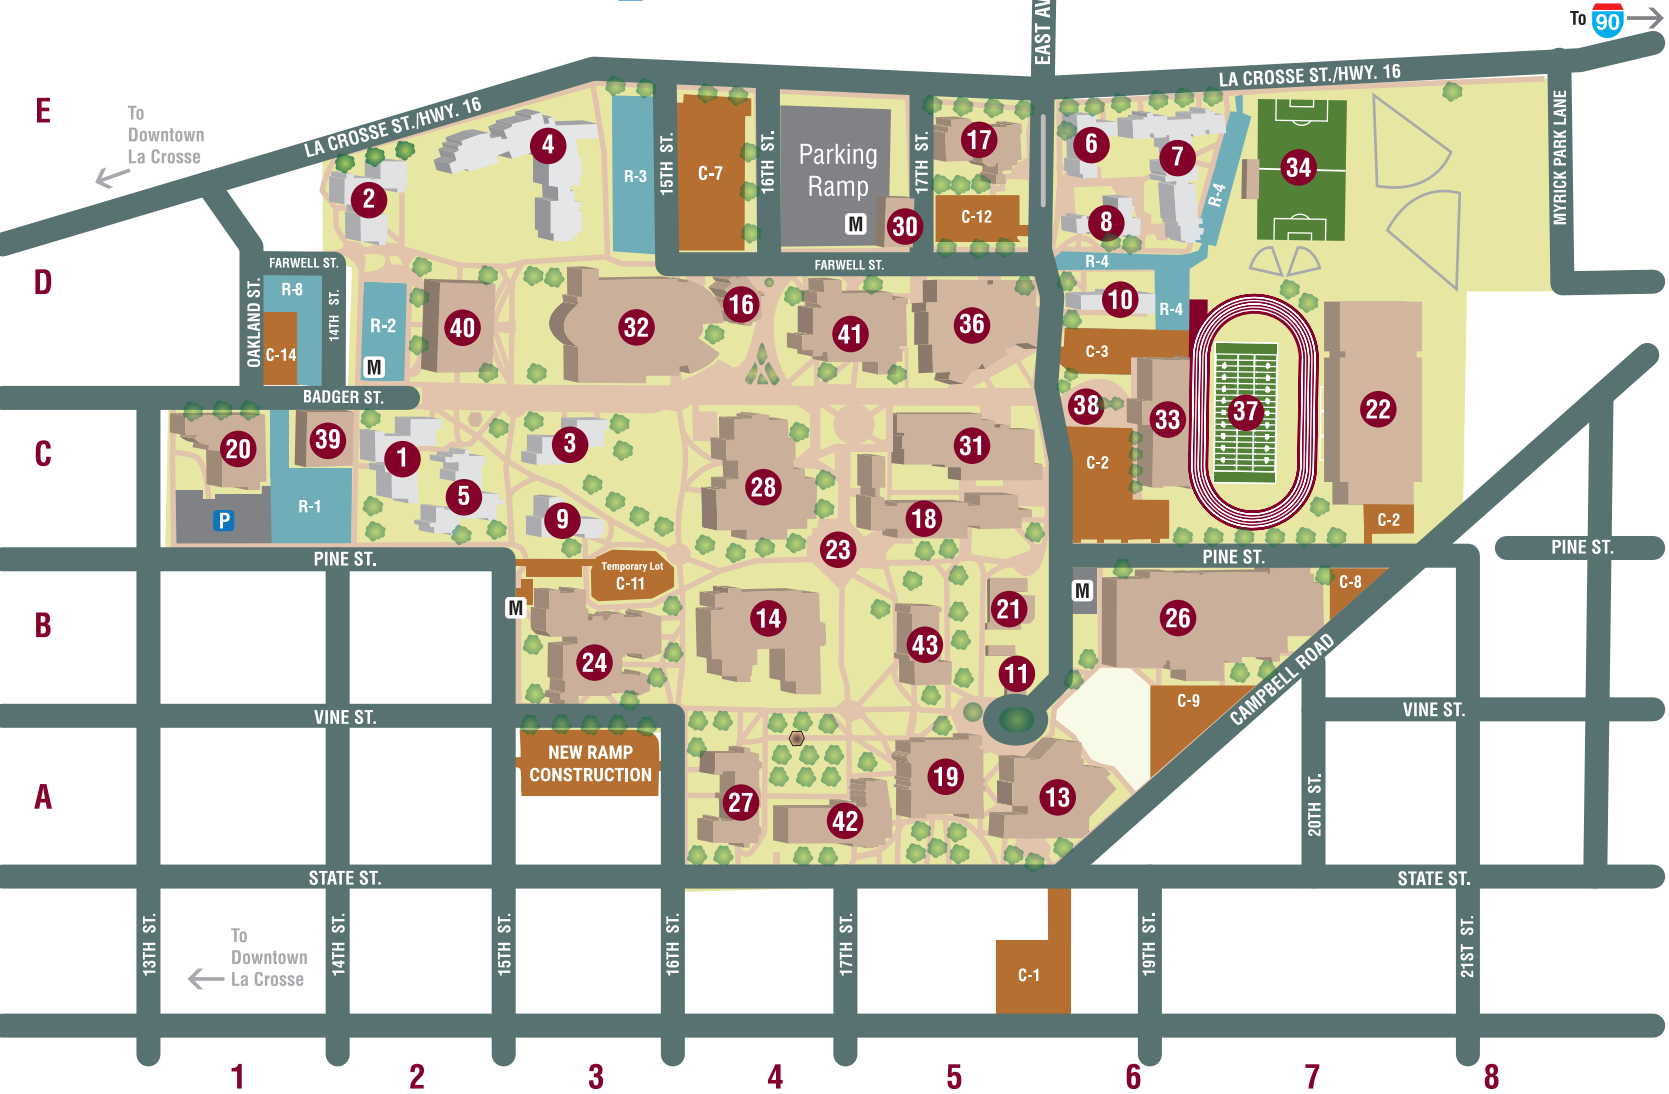 To 90
EAST AV
LA CROSSE ST./HWY. 16
LA CROSSE ST./HWY. 16
E
To
Downtown
La Crosse
4
2
R-3
15TH ST.
C-7
16TH ST.
Parking
Ramp
M
30
17TH ST.
17
C-12
6
7
8
R-4
34
MYRICK PARK LANE
D
FARWELL ST.
FARWELL ST.
R-4
OAKLAND ST.
R-8
14TH ST.
C-14
R-2
M
40
32
16
41
36
10
R-4
C-3
BADGER ST.
38
33
37
22
C
20
39
1
3
28
31
C-2
5
9
18
C-2
P
R-1
23
PINE ST.
PINE ST.
PINE ST.
Temporary Lot
C-11
M
B
14
21
M
26
C-8
24
43
11
CAMPBELL ROAD
C-9
VINE ST.
VINE ST.
NEW RAMP
CONSTRUCTION
A
27
42
19
13
20TH ST.
STATE ST.
STATE ST.
To
Downtown
La Crosse
13TH ST.
14TH ST.
15TH ST.
16TH ST.
17TH ST.
C-1
19TH ST.
21ST ST.
1 2 3 4 5 6 7 8